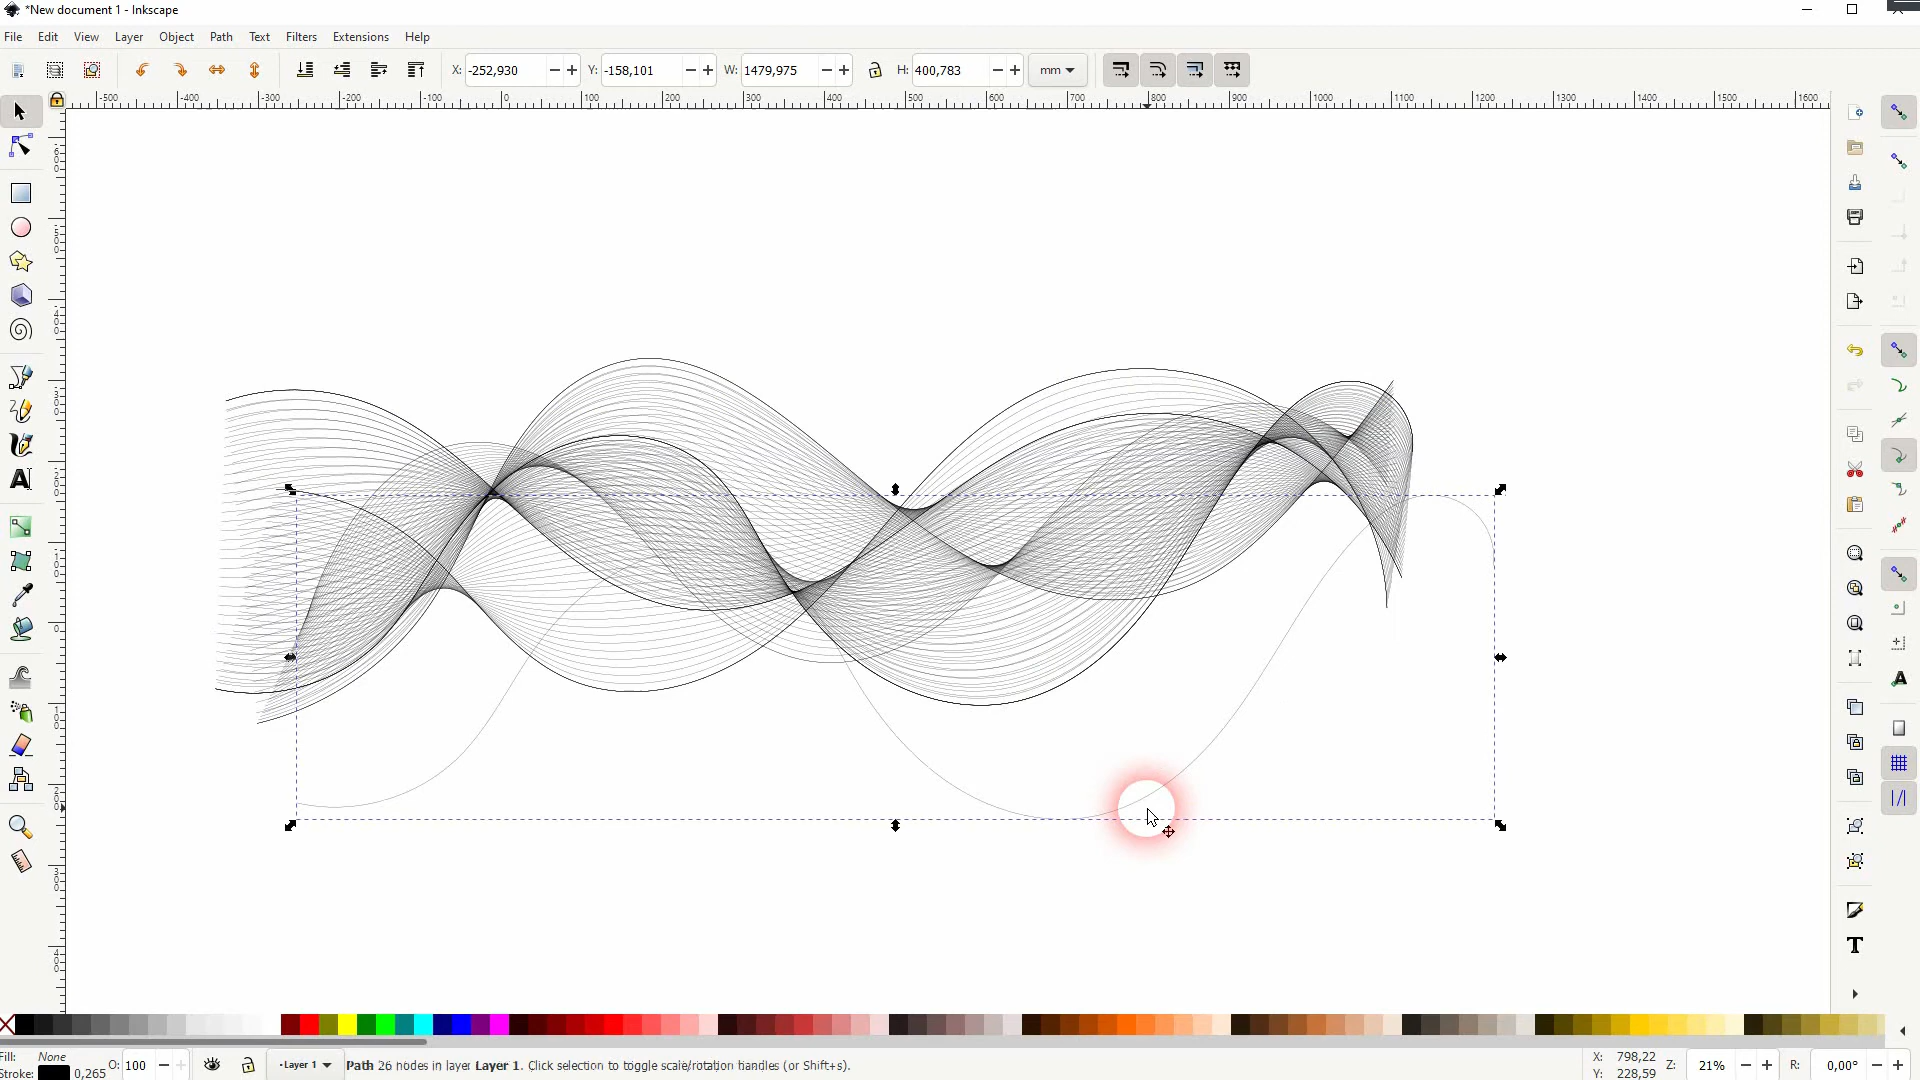 *New document 1 - Inkscape
File Edit View Layer Object Path Text Filters Extensions Help
X: -252,930 Y: -158,101 W: 1479,975 H: 400,783 mm
-500 -400 -300 -200 -100 0 100 200 300 400 500 600 700 800 900 1000 1100 1200 1300 1400 1500 1600
Fill: None O: 100 Layer 1 Path 26 nodes in layer Layer 1. Click selection to toggle scale/rotation handles (or Shift+s). X: 798,22 Z: 21% R: 0,00°
Stroke: 0,265 Y: 228,59